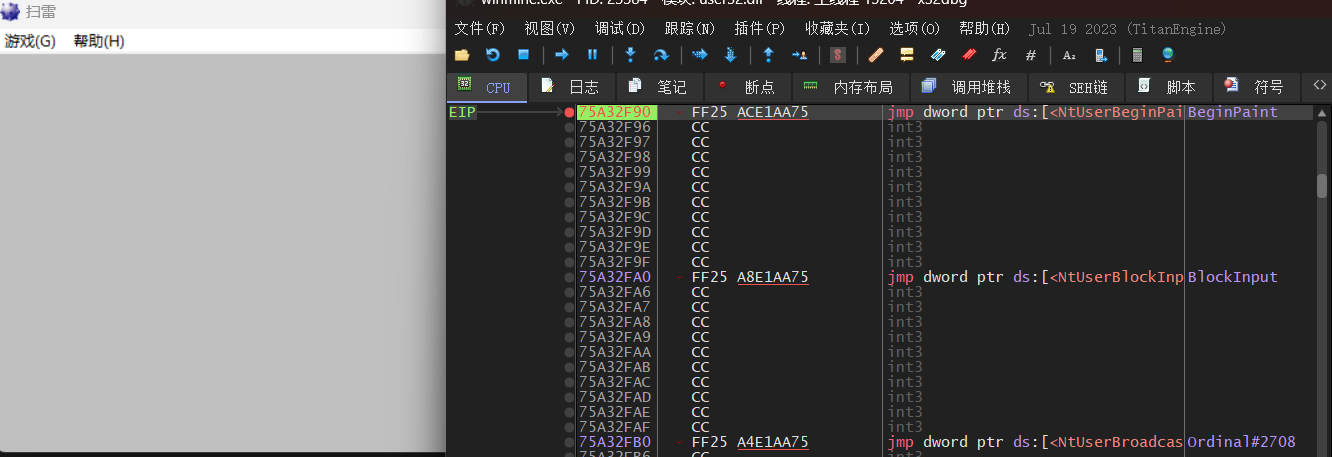 扫雷
游戏(G) 帮助(H)
winmine.exe - PID: 25584 - 模块: user32.dll - 线程: 主线程 15204 - x32dbg
文件(F) 视图(V) 调试(D) 跟踪(N) 插件(P) 收藏夹(I) 选项(O) 帮助(H) Jul 19 2023 (TitanEngine)
CPU 日志 笔记 断点 内存布局 调用堆栈 SEH链 脚本 符号
EIP 75A32F90 FF25 ACE1AA75 jmp dword ptr ds:[<NtUserBeginPai BeginPaint
75A32F96 CC int3
75A32F97 CC int3
75A32F98 CC int3
75A32F99 CC int3
75A32F9A CC int3
75A32F9B CC int3
75A32F9C CC int3
75A32F9D CC int3
75A32F9E CC int3
75A32F9F CC int3
75A32FA0 FF25 A8E1AA75 jmp dword ptr ds:[<NtUserBlockInp BlockInput
75A32FA6 CC int3
75A32FA7 CC int3
75A32FA8 CC int3
75A32FA9 CC int3
75A32FAA CC int3
75A32FAB CC int3
75A32FAC CC int3
75A32FAD CC int3
75A32FAE CC int3
75A32FAF CC int3
75A32FB0 FF25 A4E1AA75 jmp dword ptr ds:[<NtUserBroadcas Ordinal#2708
75A32FB6 CC int3